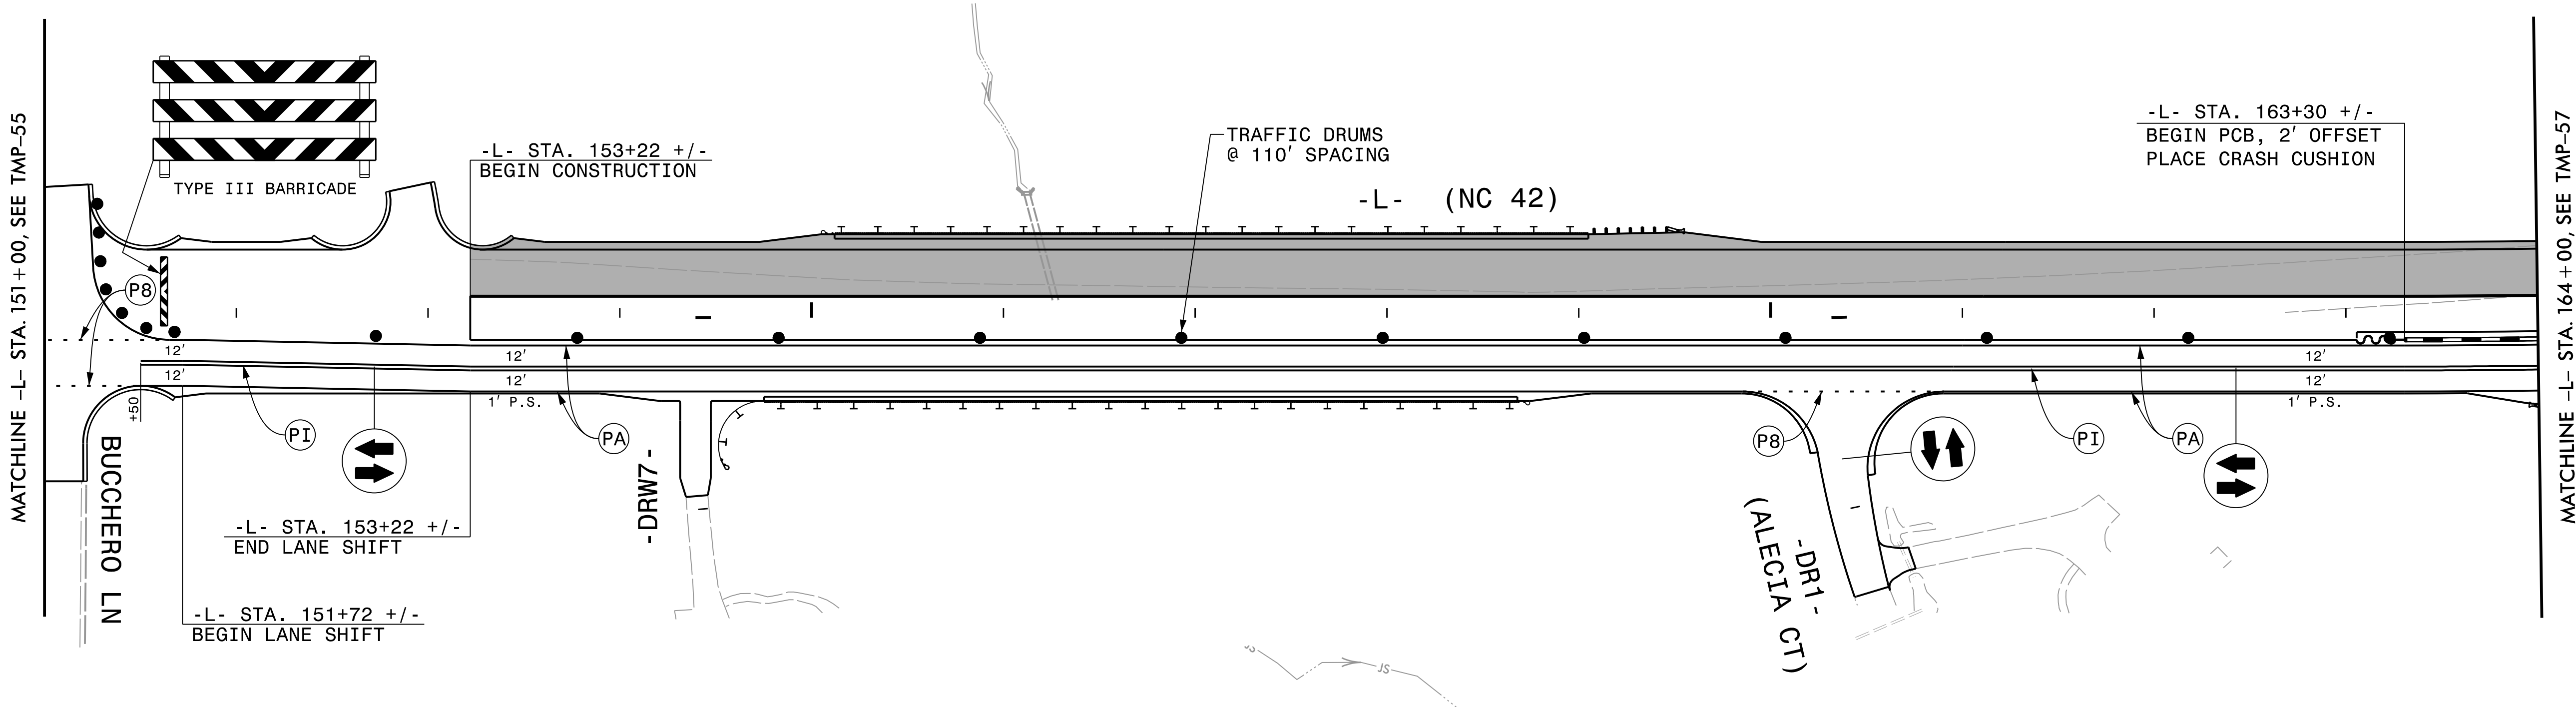 MATCHLINE -L- STA. 151+00, SEE TMP-55
TYPE III BARRICADE
-L- STA. 153+22 +/-
BEGIN CONSTRUCTION
TRAFFIC DRUMS
@ 110' SPACING
-L- (NC 42)
-L- STA. 163+30 +/-
BEGIN PCB, 2' OFFSET
PLACE CRASH CUSHION
MATCHLINE -L- STA. 164+00, SEE TMP-57
P8
12'
12'
12'
12'
12'
12'
1' P.S.
1' P.S.
+50
PI
PA
P8
PI
PA
BUCCHERO LN
-DRW7-
-L- STA. 153+22 +/-
END LANE SHIFT
-L- STA. 151+72 +/-
BEGIN LANE SHIFT
-DR1-
(ALECIA CT)
JS
JS